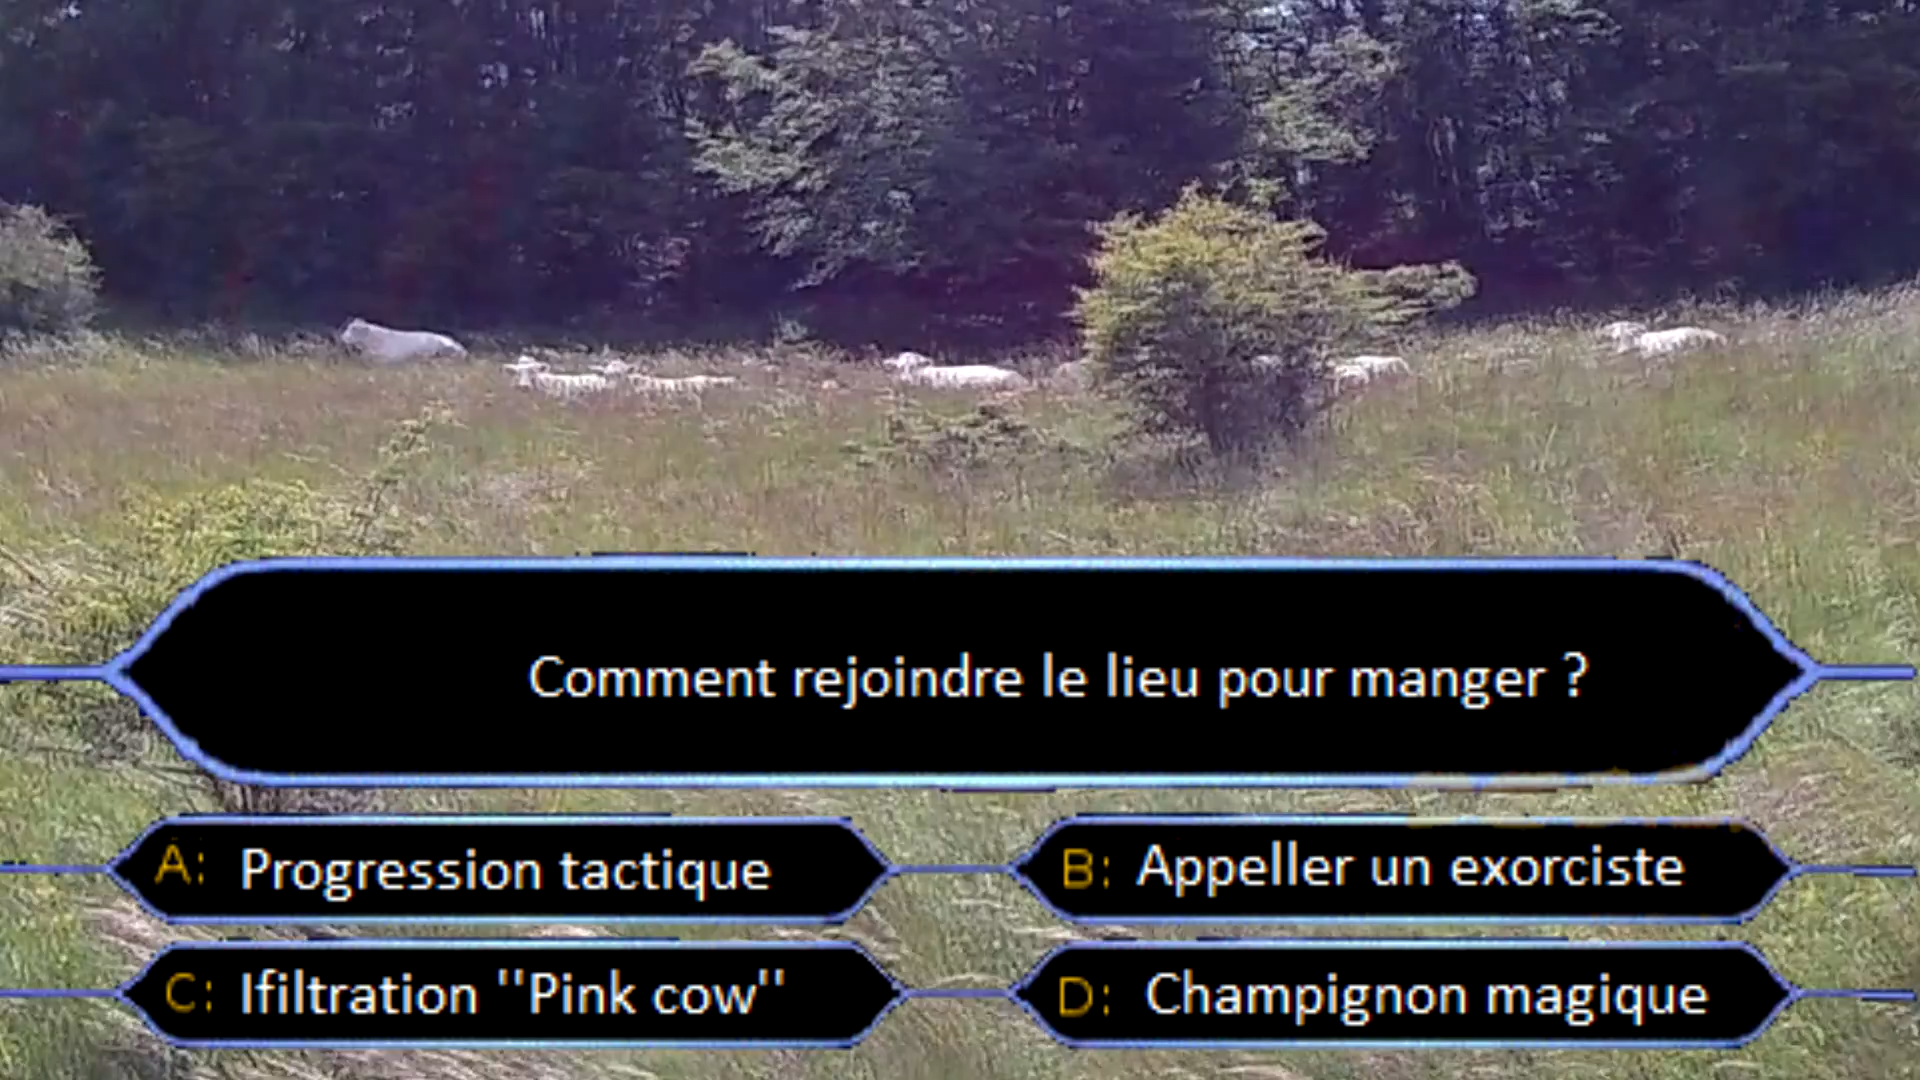 Comment rejoindre le lieu pour manger ?
A: Progression tactique
B: Appeller un exorciste
C: Ifiltration "Pink cow"
D: Champignon magique